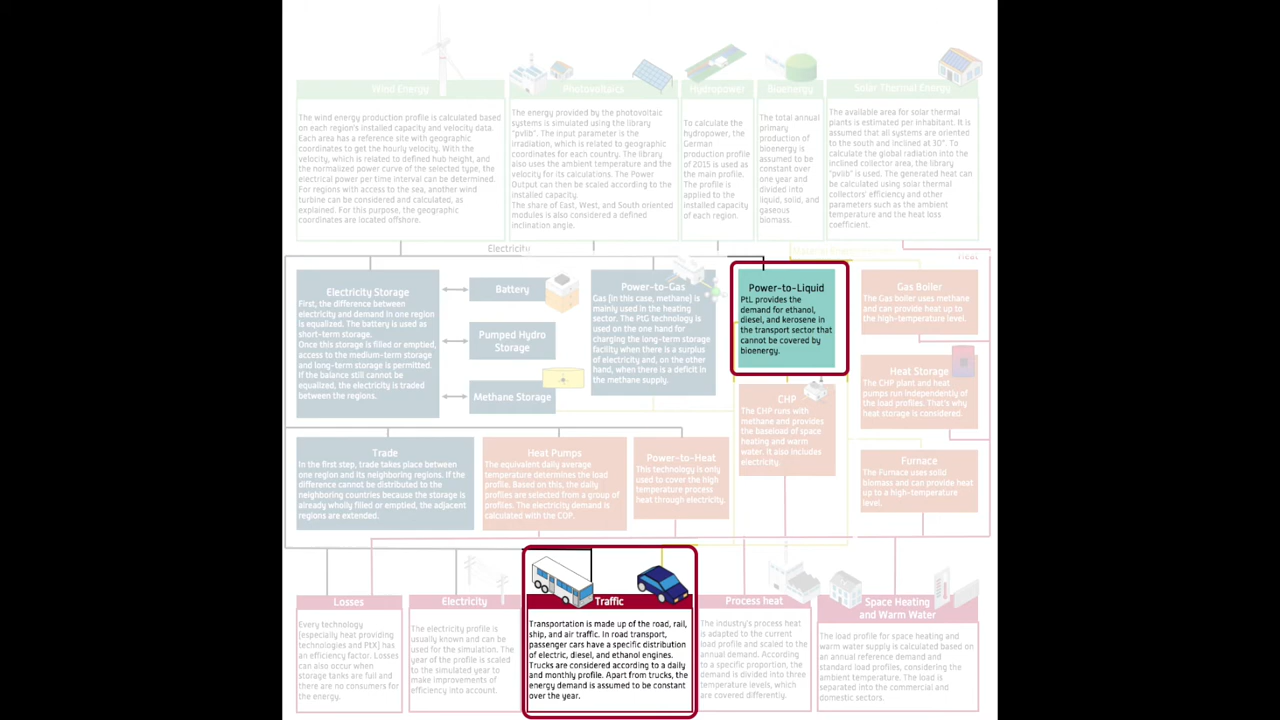 Wind Energy
The wind energy production profile is calculated based
on each region's installed capacity and velocity data.
Each area has a reference site with geographic
coordinates to get the hourly velocity. With the
velocity, which is related to defined hub height, and
the normalized power curve of the selected type, the
electrical power per time interval can be determined.
For regions with access to the sea, another wind
turbine can be considered and calculated, as
explained. For this purpose, the geographic
coordinates are located offshore.
Photovoltaics
The energy provided by the photovoltaic
systems is simulated using the library
"pvlib". The input parameter is the
irradiation, which is related to geographic
coordinates for each country. The library
also uses the ambient temperature and the
velocity for its calculations. The Power
Output can then be scaled according to the
installed capacity.
The share of East, West, and South oriented
modules is also considered a defined
inclination angle.
Hydropower
To calculate the
hydropower, the
German
production profile
of 2015 is used as
the main profile.
The profile is
applied to the
installed capacity
of each region.
Bioenergy
The total annual
primary
production of
bioenergy is
assumed to be
constant over
one year and
divided into
liquid, solid, and
gaseous
biomass.
Solar Thermal Energy
The available area for solar thermal
plants is estimated per inhabitant. It is
assumed that all systems are oriented
to the south and inclined at 30°. To
calculate the global radiation into the
inclined collector area, the library
"pvlib" is used. The generated heat can
be calculated using solar thermal
collectors' efficiency and other
parameters such as the ambient
temperature and the heat loss
coefficient.
Electricity
Electricity Storage
First, the difference between
electricity and demand in one region
is equalized. The battery is used as
short-term storage.
Once this storage is filled or emptied,
access to the medium-term storage
and long-term storage is permitted.
If the balance still cannot be
equalized, the electricity is traded
between the regions.
Battery
Pumped Hydro
Storage
Methane Storage
Power-to-Gas
Gas (in this case, methane) is
mainly used in the heating
sector. The PtG technology is
used on the one hand for
charging the long-term storage
facility when there is a surplus
of electricity and, on the other
hand, when there is a deficit in
the methane supply.
Power-to-Liquid
PtL provides the
demand for ethanol,
diesel, and kerosene in
the transport sector that
cannot be covered by
bioenergy.
Gas Boiler
The Gas boiler uses methane
and can provide heat up to
the high-temperature level.
Heat Storage
The CHP plant and heat
pumps run independently of
the load profiles. That's why
heat storage is considered.
CHP
The CHP runs with
methane and provides
the baseload of space
heating and warm
water. It also includes
electricity.
Trade
In the first step, trade takes place between
one region and its neighboring regions. If the
difference cannot be distributed to the
neighboring countries because the storage is
already wholly filled or emptied, the adjacent
regions are extended.
Heat Pumps
The equivalent daily average
temperature determines the load
profile. Based on this, the daily
profiles are selected from a group of
profiles. The electricity demand is
calculated with the COP.
Power-to-Heat
This technology is only
used to cover the high
temperature process
heat through electricity.
Furnace
The Furnace uses solid
biomass and can provide heat
up to a high-temperature
level.
Losses
Every technology
(especially heat providing
technologies and PtX) has
an efficiency factor. Losses
can also occur when
storage tanks are full and
there are no consumers for
the energy.
Electricity
The electricity profile is
usually known and can be
used for the simulation. The
year of the profile is scaled
to the simulated year to
make improvements of
efficiency into account.
Traffic
Transportation is made up of the road, rail,
ship, and air traffic. In road transport,
passenger cars have a specific distribution
of electric, diesel, and ethanol engines.
Trucks are considered according to a daily
and monthly profile. Apart from trucks, the
energy demand is assumed to be constant
over the year.
Process heat
The industry's process heat
is adapted to the current
load profile and scaled to
the annual demand. According
to a specific proportion, the
demand is divided into three
temperature levels, which
are covered differently.
Space Heating
and Warm Water
The load profile for space heating and
warm water supply is calculated based
on an annual reference demand and
standard load profiles, considering the
ambient temperature. The load is
separated into the commercial and
domestic sectors.